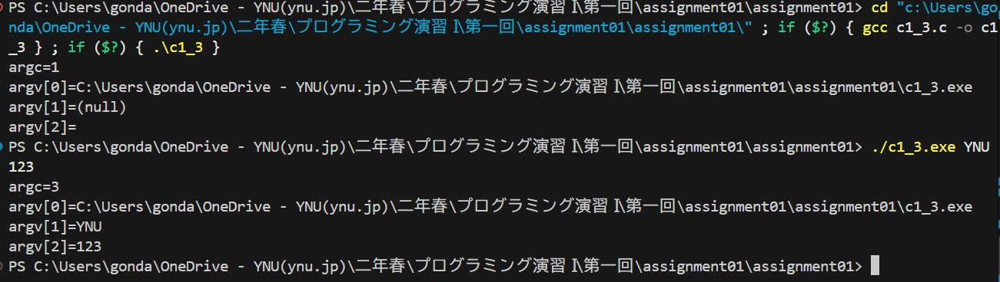 PS C:\Users\gonda\OneDrive - YNU(ynu.jp)\二年春\プログラミング演習 I\第一回\assignment01\assignment01> cd "c:\Users\go
nda\OneDrive - YNU(ynu.jp)\二年春\プログラミング演習 I\第一回\assignment01\assignment01\" ; if ($?) { gcc c1_3.c -o c1
_3 } ; if ($?) { .\c1_3 }
argc=1
argv[0]=C:\Users\gonda\OneDrive - YNU(ynu.jp)\二年春\プログラミング演習 I\第一回\assignment01\assignment01\c1_3.exe
argv[1]=(null)
argv[2]=
PS C:\Users\gonda\OneDrive - YNU(ynu.jp)\二年春\プログラミング演習 I\第一回\assignment01\assignment01> ./c1_3.exe YNU
123
argc=3
argv[0]=C:\Users\gonda\OneDrive - YNU(ynu.jp)\二年春\プログラミング演習 I\第一回\assignment01\assignment01\c1_3.exe
argv[1]=YNU
argv[2]=123
PS C:\Users\gonda\OneDrive - YNU(ynu.jp)\二年春\プログラミング演習 I\第一回\assignment01\assignment01>